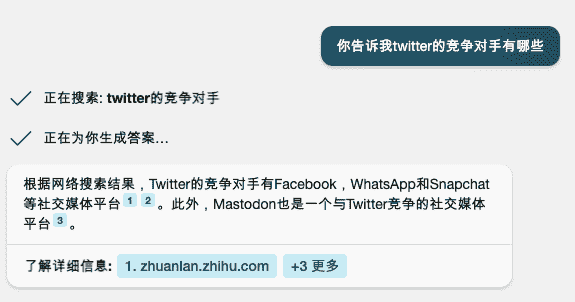 你告诉我twitter的竞争对手有哪些
正在搜索: twitter的竞争对手
正在为你生成答案...
根据网络搜索结果，Twitter的竞争对手有Facebook，WhatsApp和Snapchat
等社交媒体平台 1 2 。此外，Mastodon也是一个与Twitter竞争的社交媒体
平台 3 。
了解详细信息: 1. zhuanlan.zhihu.com +3 更多